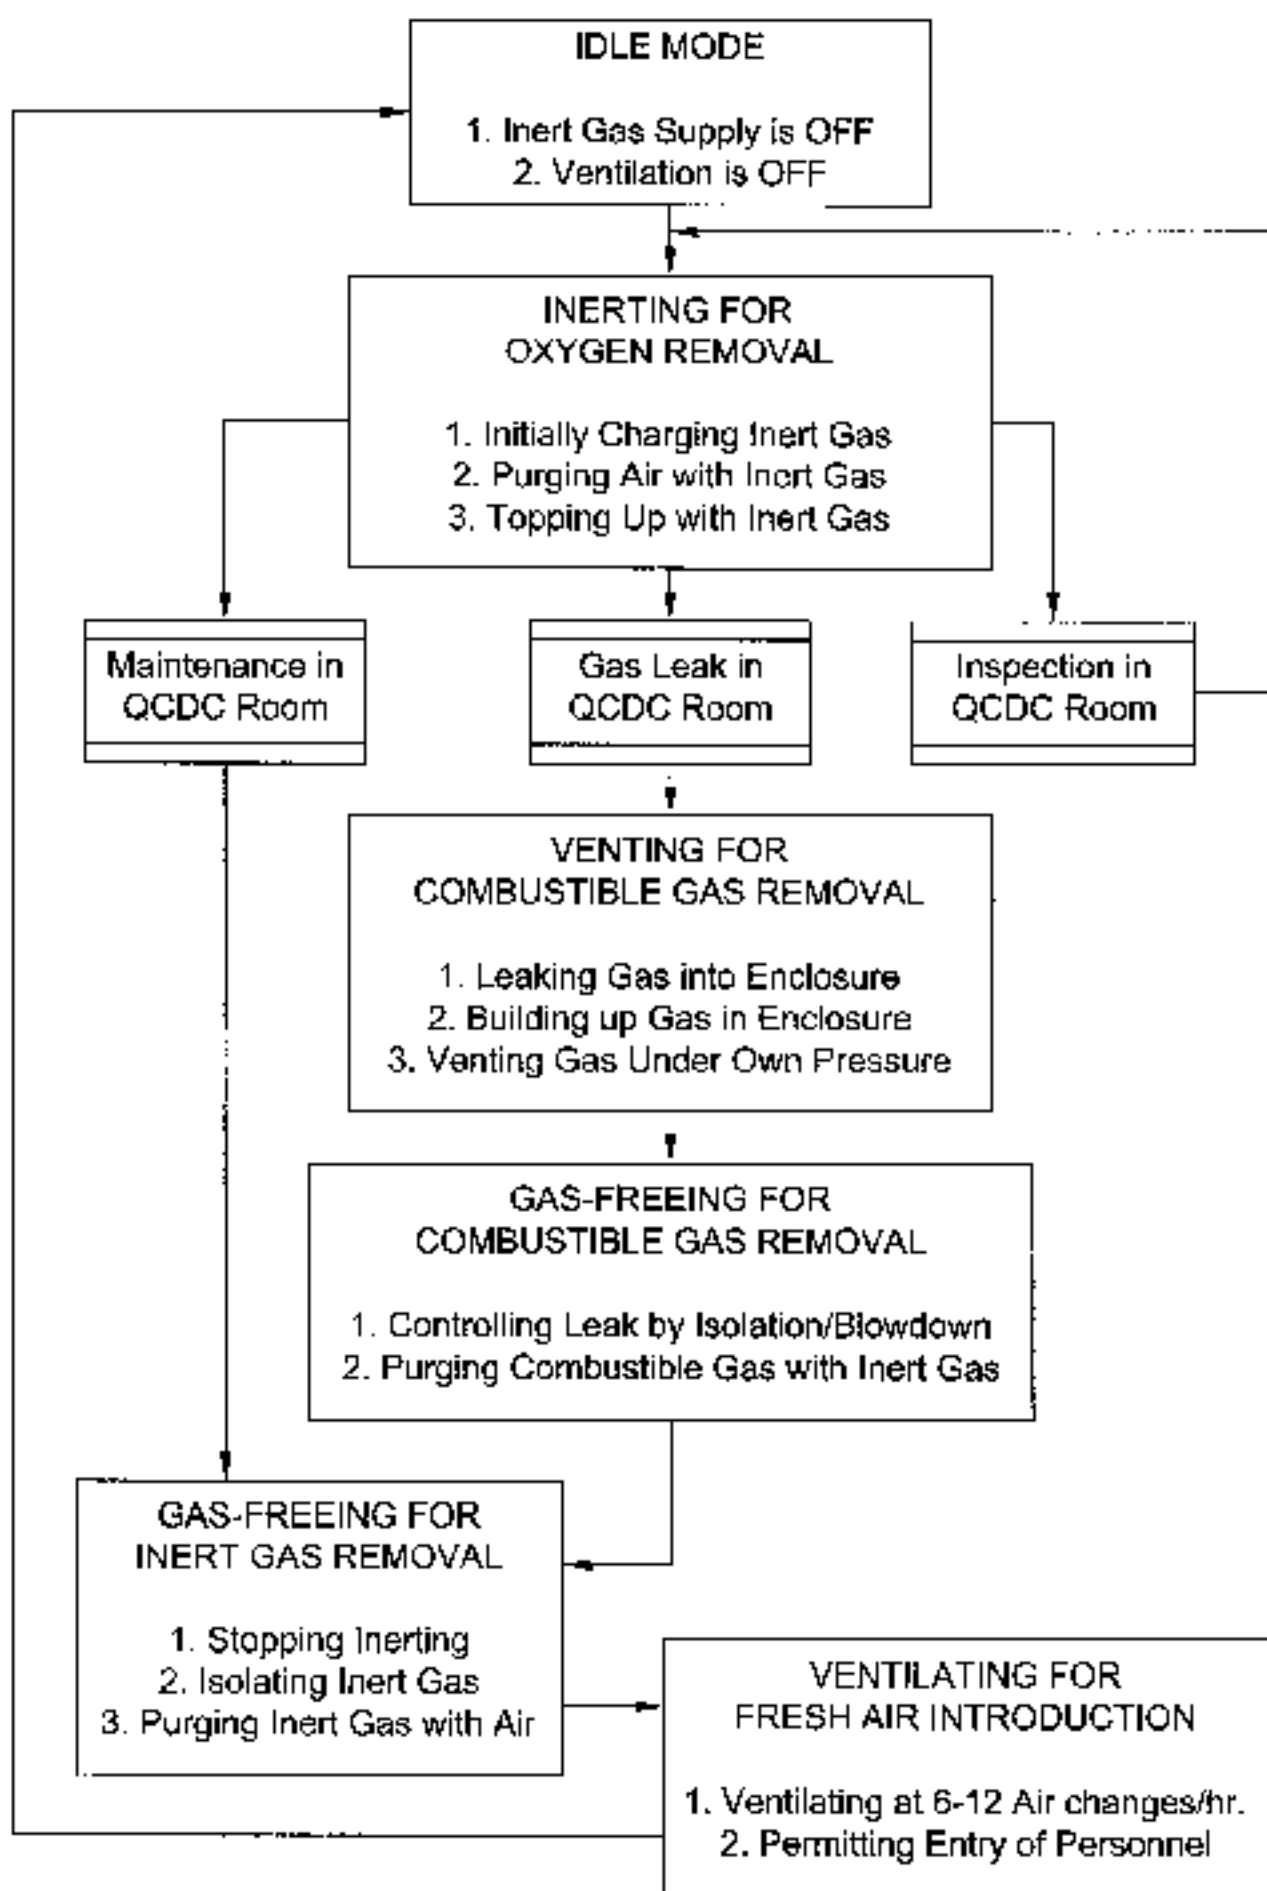 IDLE MODE
1. Inert Gas Supply is OFF
2. Ventilation is OFF
INERTING FOR
OXYGEN REMOVAL
1. Initially Charging Inert Gas
2. Purging Air with Inert Gas
3. Topping Up with Inert Gas
Maintenance in
QCDC Room
Gas Leak in
QCDC Room
Inspection in
QCDC Room
VENTING FOR
COMBUSTIBLE GAS REMOVAL
1. Leaking Gas into Enclosure
2. Building up Gas in Enclosure
3. Venting Gas Under Own Pressure
GAS-FREEING FOR
COMBUSTIBLE GAS REMOVAL
1. Controlling Leak by Isolation/Blowdown
2. Purging Combustible Gas with Inert Gas
GAS-FREEING FOR
INERT GAS REMOVAL
1. Stopping Inerting
2. Isolating Inert Gas
3. Purging Inert Gas with Air
VENTILATING FOR
FRESH AIR INTRODUCTION
1. Ventilating at 6-12 Air changes/hr.
2. Permitting Entry of Personnel